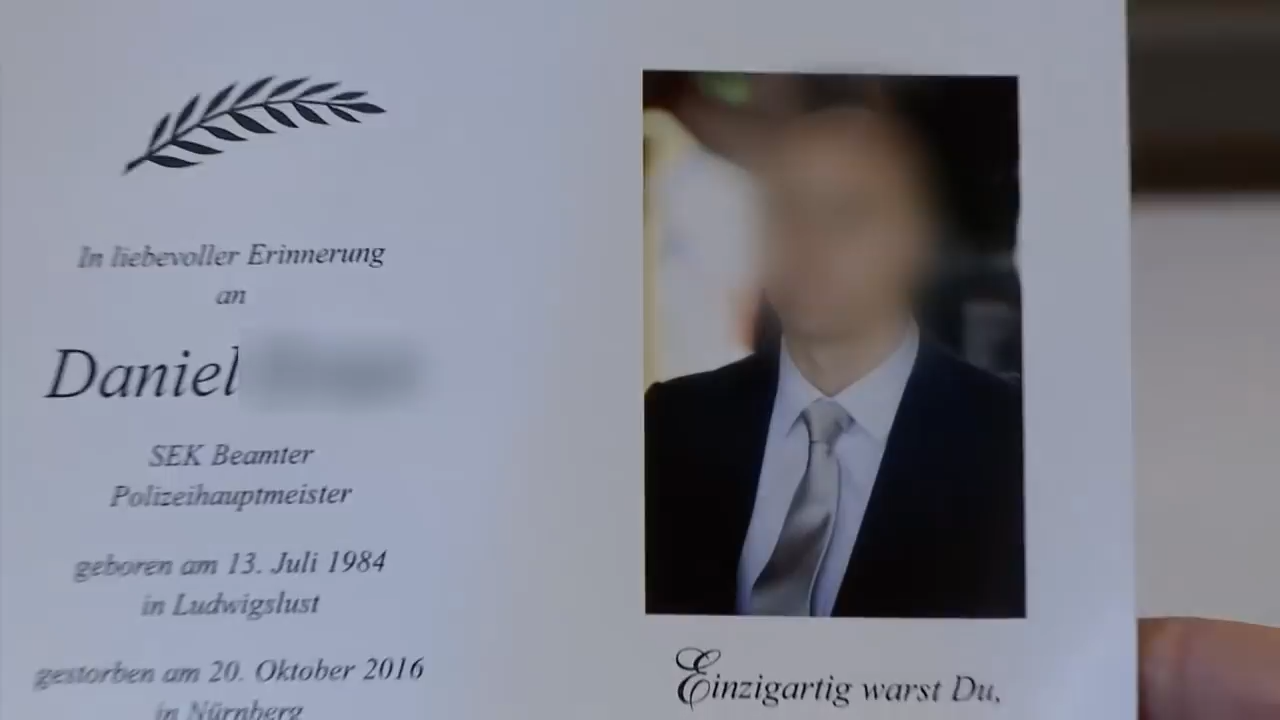 In liebevoller Erinnerung
an
Daniel
SEK Beamter
Polizeihauptmeister
geboren am 13. Juli 1984
in Ludwigslust
gestorben am 20. Oktober 2016
in Nürnberg
Einzigartig warst Du,